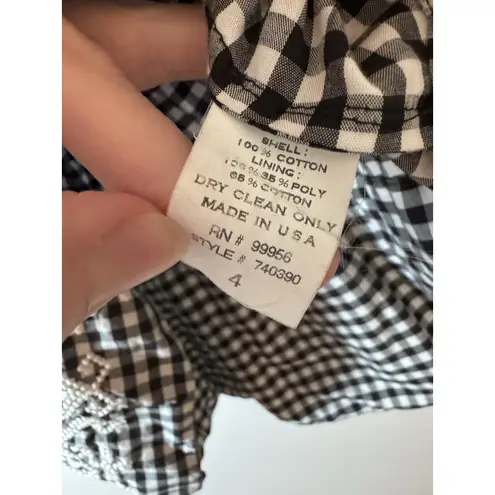 SHELL:
100% COTTON
LINING:
35% POLY
65% COTTON
DRY CLEAN ONLY
MADE IN USA
RN # 99956
STYLE # 740390
4